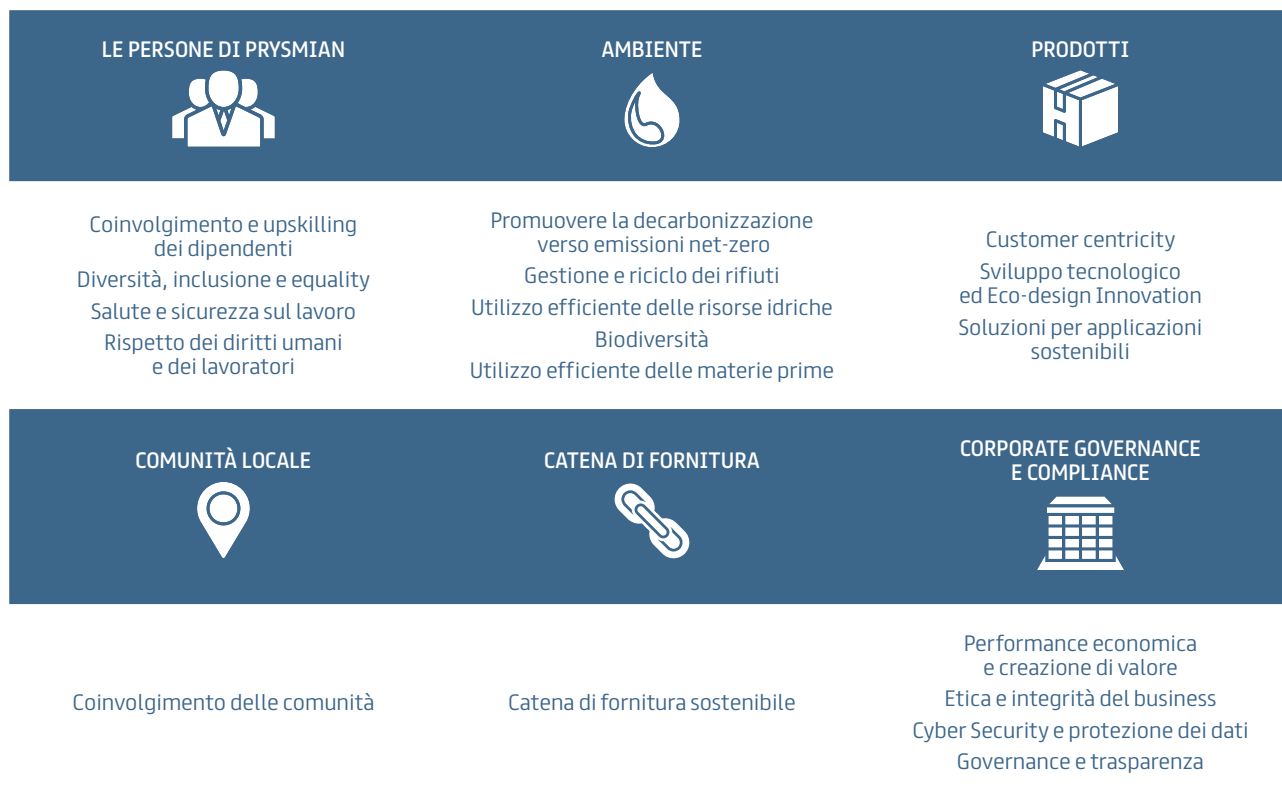 LE PERSONE DI PRYSMIAN
Coinvolgimento e upskilling
dei dipendenti
Diversità, inclusione e equality
Salute e sicurezza sul lavoro
Rispetto dei diritti umani
e dei lavoratori
AMBIENTE
Promuovere la decarbonizzazione
verso emissioni net-zero
Gestione e riciclo dei rifiuti
Utilizzo efficiente delle risorse idriche
Biodiversità
Utilizzo efficiente delle materie prime
PRODOTTI
Customer centricity
Sviluppo tecnologico
ed Eco-design Innovation
Soluzioni per applicazioni
sostenibili
COMUNITÀ LOCALE
Coinvolgimento delle comunità
CATENA DI FORNITURA
Catena di fornitura sostenibile
CORPORATE GOVERNANCE
E COMPLIANCE
Performance economica
e creazione di valore
Etica e integrità del business
Cyber Security e protezione dei dati
Governance e trasparenza